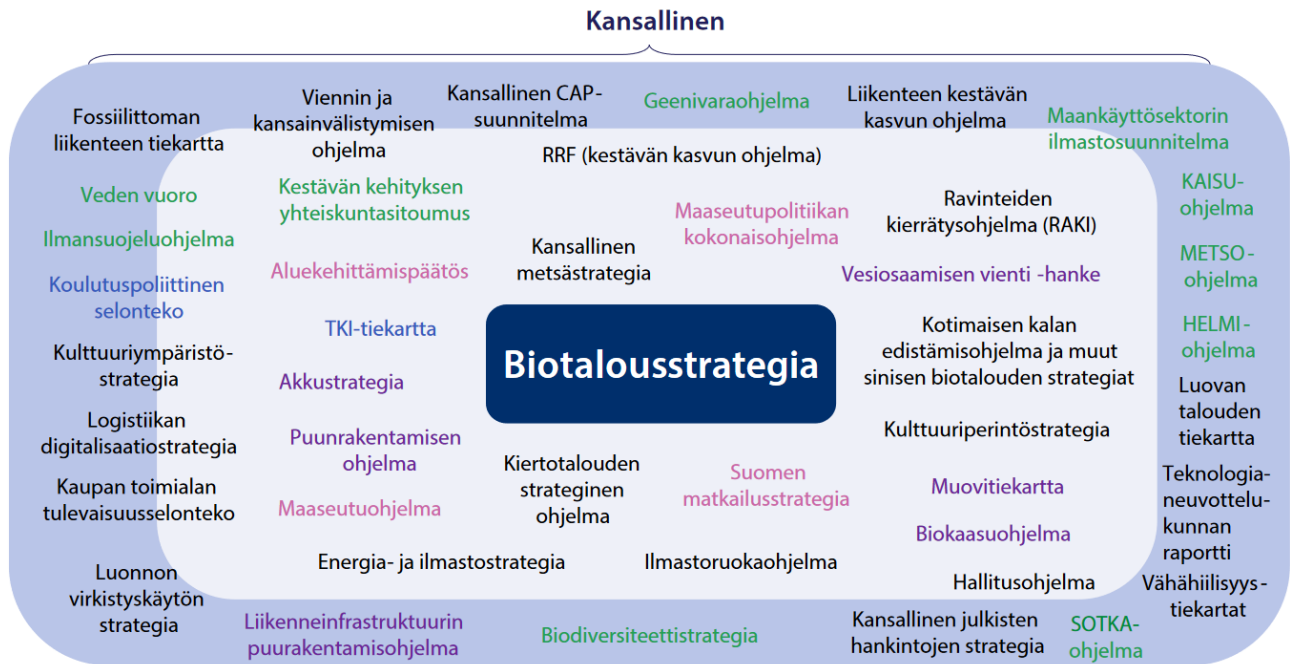 Kansallinen
Fossiilittoman
liikenteen tiekartta
Viennin ja
kansainvälistymisen
ohjelma
Kansallinen CAP-
suunnitelma
Geenivaraohjelma
Liikenteen kestävän
kasvun ohjelma
Maankäyttösektorin
ilmastosuunnitelma
RRF (kestävän kasvun ohjelma)
Veden vuoro
Kestävän kehityksen
yhteiskuntasitoumus
Maaseutupolitiikan
kokonaisohjelma
Ravinteiden
kierrätysohjelma (RAKI)
KAISU-
ohjelma
Ilmansuojeluohjelma
Aluekehittämispäätös
Kansallinen
metsästrategia
Vesiosaamisen vienti -hanke
METSO-
ohjelma
Koulutuspoliittinen
selonteko
TKI-tiekartta
Biotalousstrategia
Kotimaisen kalan
edistämisohjelma ja muut
sinisen biotalouden strategiat
HELMI-
ohjelma
Kulttuuriympäristö-
strategia
Akkustrategia
Luovan
talouden
tiekartta
Logistiikan
digitalisaatiostrategia
Puunrakentamisen
ohjelma
Kulttuuriperintöstrategia
Kaupan toimialan
tulevaisuusselonteko
Maaseutuohjelma
Kiertotalouden
strateginen
ohjelma
Suomen
matkailusstrategia
Muovitiekartta
Teknologia-
neuvottelu-
kunnan
raportti
Biokaasuohjelma
Energia- ja ilmastostrategia
Ilmastoruokaohjelma
Hallitusohjelma
Vähähiilisyys-
tiekartat
Luonnon
virkistyskäytön
strategia
Liikenneinfrastruktuurin
puurakentamisohjelma
Biodiversiteettistrategia
Kansallinen julkisten
hankintojen strategia
SOTKA-
ohjelma